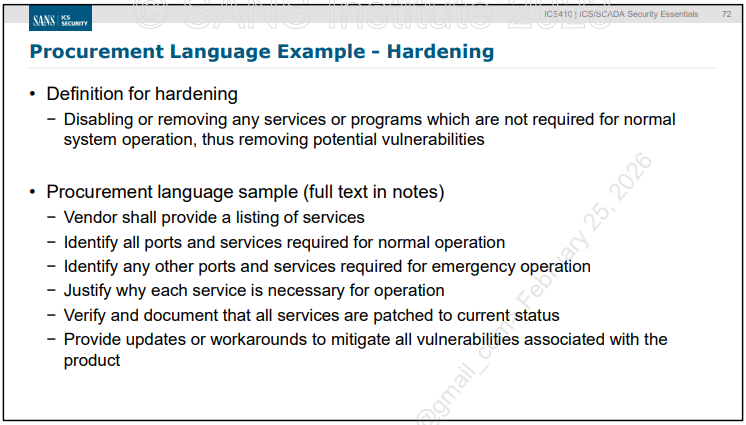 © SANS Institute 2026
SANS | ICS SECURITY
ICS410 | ICS/SCADA Security Essentials 72
Procurement Language Example - Hardening
• Definition for hardening
− Disabling or removing any services or programs which are not required for normal
system operation, thus removing potential vulnerabilities
• Procurement language sample (full text in notes)
− Vendor shall provide a listing of services
− Identify all ports and services required for normal operation
− Identify any other ports and services required for emergency operation
− Justify why each service is necessary for operation
− Verify and document that all services are patched to current status
− Provide updates or workarounds to mitigate all vulnerabilities associated with the
product
@gmail_com February 25, 2026